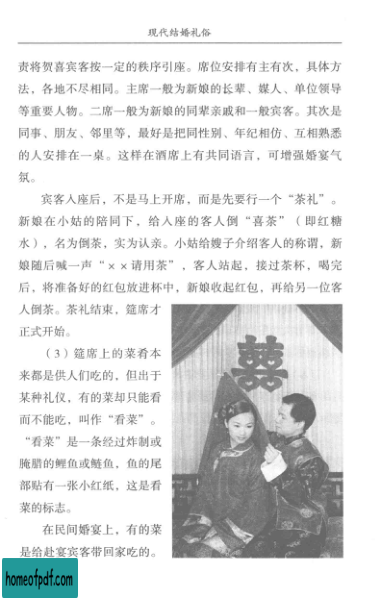 现代结婚礼俗
责将贺喜宾客按一定的秩序引座。席位安排有主有次，具体方
法，各地不尽相同。主席一般为新娘的长辈、媒人、单位领导
等重要人物。二席一般为新娘的同辈亲戚和一般宾客。其次是
同事、朋友、邻里等，最好是把同性别、年纪相仿、互相熟悉
的人安排在一桌。这样在酒席上有共同语言，可增强婚宴气
氛。
宾客入座后，不是马上开席，而是先要行一个“茶礼”。
新娘在小姑的陪同下，给入座的客人倒“喜茶”（即红糖
水），名为倒茶，实为认亲。小姑给嫂子介绍客人的称谓，新
娘随后喊一声“××请用茶”，客人站起，接过茶杯，喝完
后，将准备好的红包放进杯中，新娘收起红包，再给另一位客
人倒茶。茶礼结束，筵席才
正式开始。
（3）筵席上的菜肴本
来都是供人们吃的，但出于
某种礼仪，有的菜却只能看
而不能吃，叫作“看菜”。
“看菜”是一条经过炸制或
腌腊的鲤鱼或鲢鱼，鱼的尾
部贴有一张小红纸，这是看
菜的标志。
在民间婚宴上，有的菜
是给赴宴宾客带回家吃的。
囍
homeofpdf.com